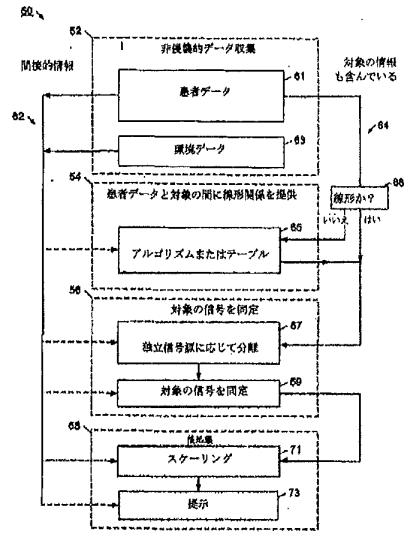 50
52
非侵襲的データ収集
間接的情報
対象の情報
も含んでいる
患者データ
61
62
64
環境データ
63
66
線形か?
いいえ
はい
54
患者データと対象の間に線形関係を提供
65
アルゴリズムまたはテーブル
56
対象の信号を同定
67
独立信号源に応じて分離
対象の信号を同定
69
58
後処理
スケーリング
71
提示
73